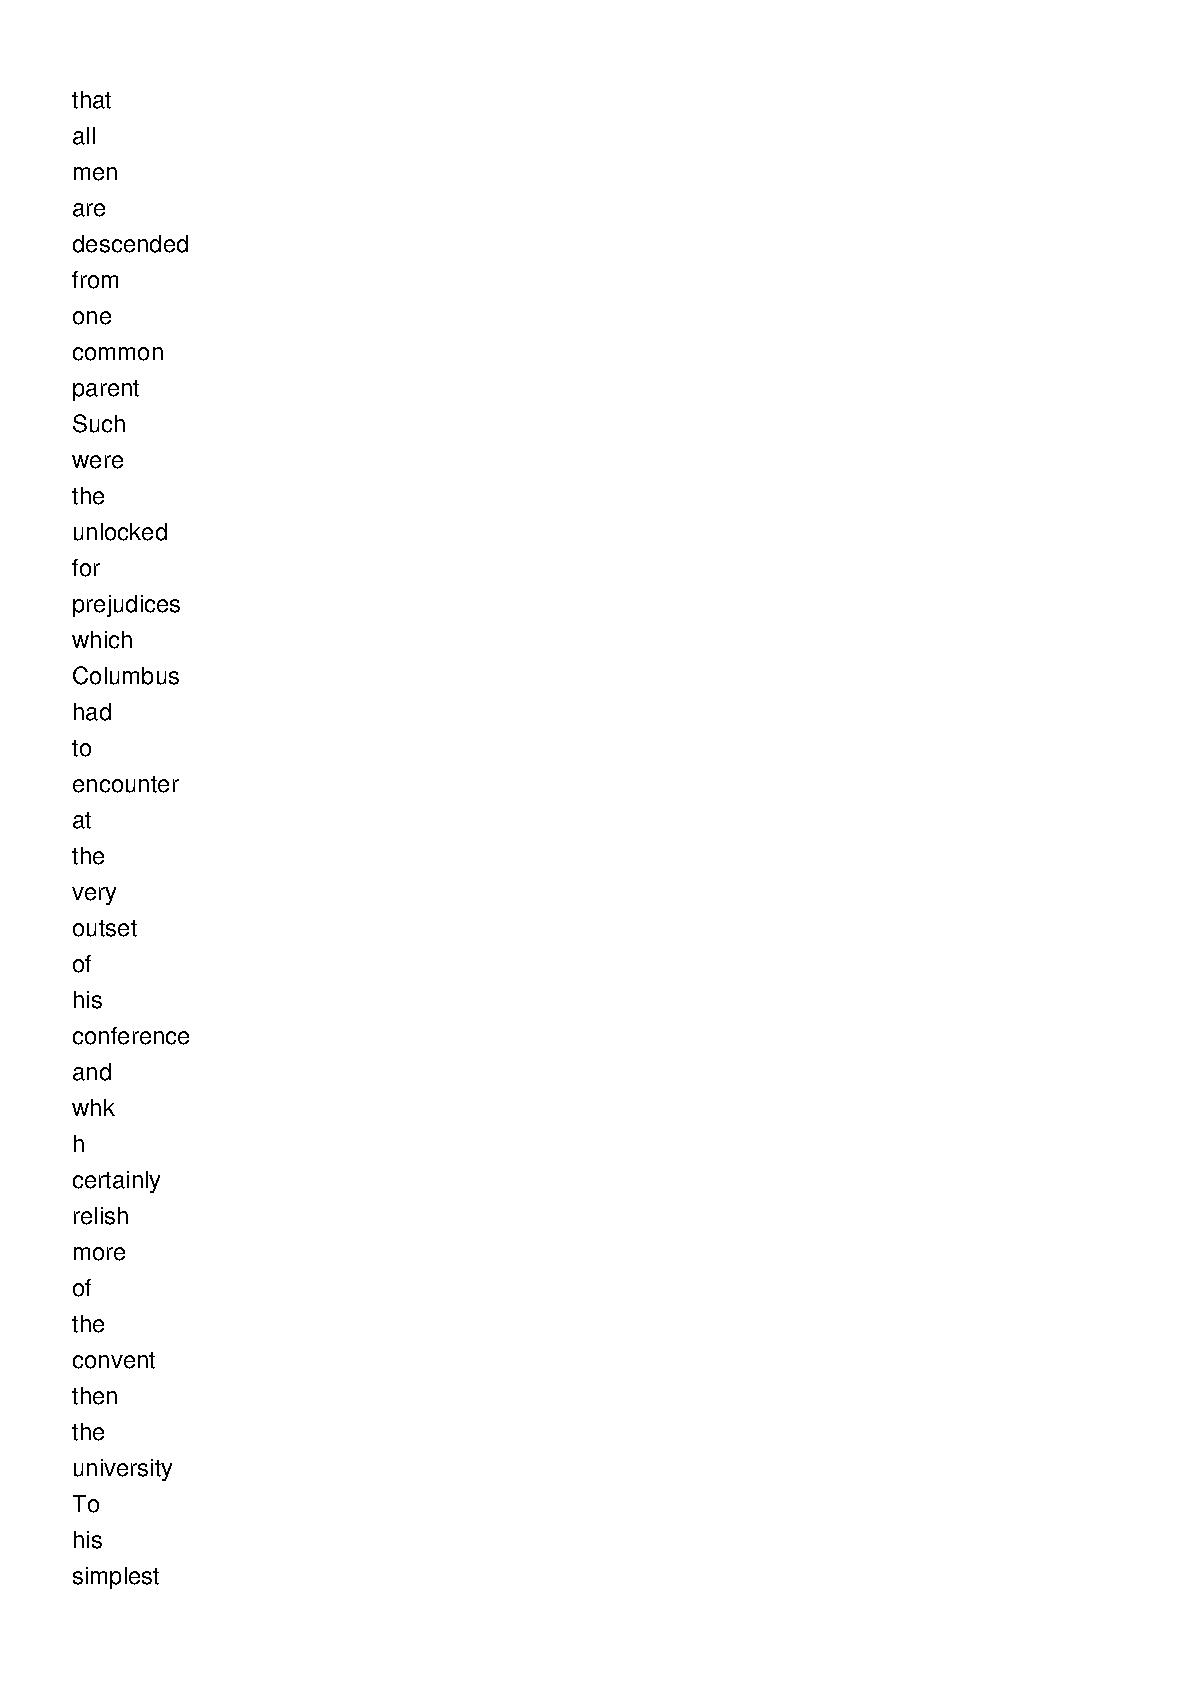 that
all
men
are
descended
from
one
common
parent
Such
were
the
unlocked
for
prejudices
which
Columbus
had
to
encounter
at
the
very
outset
of
his
conference
and
whk
h
certainly
relish
more
of
the
convent
then
the
university
To
his
simplest